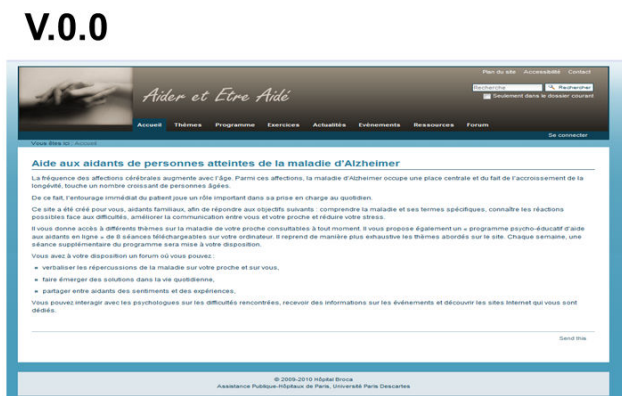 V.0.0
Plan du site Accessibilité Contact
Aider et Etre Aidé
Recherche Rechercher
Seulement dans le dossier courant
Accueil Thèmes Programme Exercices Actualités Evènements Ressources Forum
Se connecter
Vous êtes ici : Accueil
Aide aux aidants de personnes atteintes de la maladie d'Alzheimer
La fréquence des affections cérébrales augmente avec l'âge. Parmi ces affections, la maladie d'Alzheimer occupe une place centrale et du fait de l'accroissement de la
longévité, touche un nombre croissant de personnes âgées.
De ce fait, l'entourage immédiat du patient joue un rôle important dans sa prise en charge au quotidien.
Ce site a été créé pour vous, aidants familiaux, afin de répondre aux objectifs suivants : comprendre la maladie et ses termes spécifiques, connaître les réactions
possibles face aux difficultés, améliorer la communication entre vous et votre proche et réduire votre stress.
Il vous donne accès à différents thèmes sur la maladie de votre proche consultables à tout moment. Il vous propose également un « programme psycho-éducatif d'aide
aux aidants en ligne » de 8 séances téléchargeables sur votre ordinateur. Il reprend de manière plus exhaustive les thèmes abordés sur le site. Chaque semaine, une
séance supplémentaire du programme sera mise à votre disposition.
Vous avez à votre disposition un forum où vous pouvez :
verbaliser les répercussions de la maladie sur votre proche et sur vous,
faire émerger des solutions dans la vie quotidienne,
partager entre aidants des sentiments et des expériences,
Vous pouvez interagir avec les psychologues sur les difficultés rencontrées, recevoir des informations sur les évènements et découvrir les sites Internet qui vous sont
dédiés.
Send this
© 2009-2010 Hôpital Broca
Assistance Publique-Hôpitaux de Paris, Université Paris Descartes